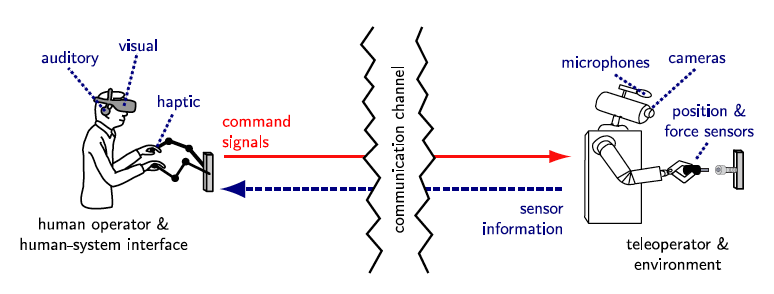 visual
auditory
haptic
command
signals
human operator &
human–system interface
communication channel
microphones
cameras
position &
force sensors
sensor
information
teleoperator &
environment